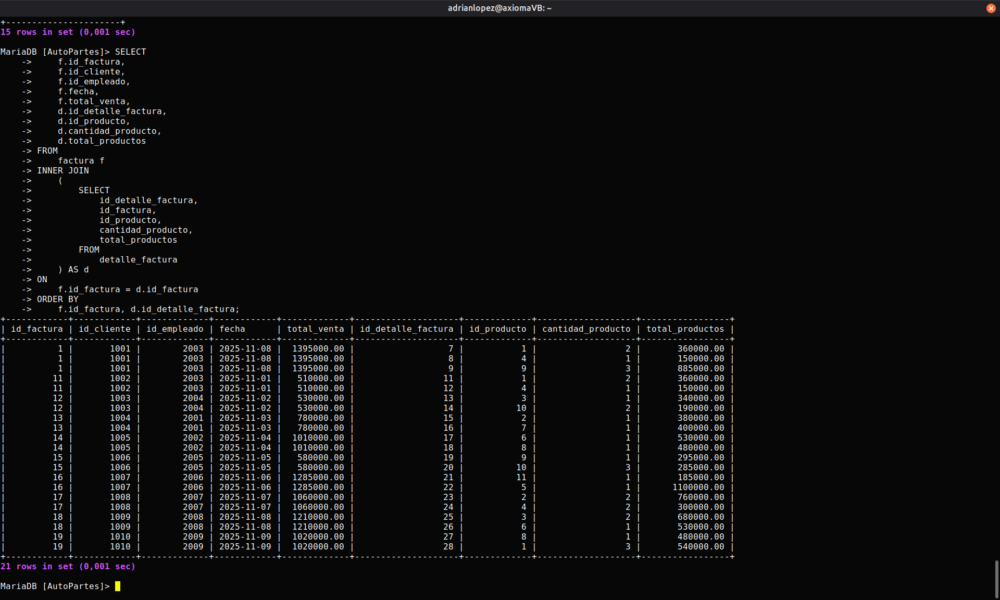 adrianlopez@axiomaVB: ~
+----------------------+
15 rows in set (0,001 sec)
MariaDB [AutoPartes]> SELECT
    ->     f.id_factura,
    ->     f.id_cliente,
    ->     f.id_empleado,
    ->     f.fecha,
    ->     f.total_venta,
    ->     d.id_detalle_factura,
    ->     d.id_producto,
    ->     d.cantidad_producto,
    ->     d.total_productos
    -> FROM
    ->     factura f
    -> INNER JOIN
    ->     (
    ->         SELECT
    ->             id_detalle_factura,
    ->             id_factura,
    ->             id_producto,
    ->             cantidad_producto,
    ->             total_productos
    ->         FROM
    ->             detalle_factura
    ->     ) AS d
    -> ON
    ->     f.id_factura = d.id_factura
    -> ORDER BY
    ->     f.id_factura, d.id_detalle_factura;
+------------+------------+-------------+------------+-------------+--------------------+-------------+-------------------+-----------------+
| id_factura | id_cliente | id_empleado | fecha      | total_venta | id_detalle_factura | id_producto | cantidad_producto | total_productos |
+------------+------------+-------------+------------+-------------+--------------------+-------------+-------------------+-----------------+
|          1 |       1001 |        2003 | 2025-11-08 |  1395000.00 |                  7 |           1 |                 2 |       360000.00 |
|          1 |       1001 |        2003 | 2025-11-08 |  1395000.00 |                  8 |           4 |                 1 |       150000.00 |
|          1 |       1001 |        2003 | 2025-11-08 |  1395000.00 |                  9 |           9 |                 3 |       885000.00 |
|         11 |       1002 |        2003 | 2025-11-01 |   510000.00 |                 11 |           1 |                 2 |       360000.00 |
|         11 |       1002 |        2003 | 2025-11-01 |   510000.00 |                 12 |           4 |                 1 |       150000.00 |
|         12 |       1003 |        2004 | 2025-11-02 |   530000.00 |                 13 |           3 |                 1 |       340000.00 |
|         12 |       1003 |        2004 | 2025-11-02 |   530000.00 |                 14 |          10 |                 2 |       190000.00 |
|         13 |       1004 |        2001 | 2025-11-03 |   780000.00 |                 15 |           2 |                 1 |       380000.00 |
|         13 |       1004 |        2001 | 2025-11-03 |   780000.00 |                 16 |           7 |                 1 |       400000.00 |
|         14 |       1005 |        2002 | 2025-11-04 |  1010000.00 |                 17 |           6 |                 1 |       530000.00 |
|         14 |       1005 |        2002 | 2025-11-04 |  1010000.00 |                 18 |           8 |                 1 |       480000.00 |
|         15 |       1006 |        2005 | 2025-11-05 |   580000.00 |                 19 |           9 |                 1 |       295000.00 |
|         15 |       1006 |        2005 | 2025-11-05 |   580000.00 |                 20 |          10 |                 3 |       285000.00 |
|         16 |       1007 |        2006 | 2025-11-06 |  1285000.00 |                 21 |          11 |                 1 |       185000.00 |
|         16 |       1007 |        2006 | 2025-11-06 |  1285000.00 |                 22 |           5 |                 1 |      1100000.00 |
|         17 |       1008 |        2007 | 2025-11-07 |  1060000.00 |                 23 |           2 |                 2 |       760000.00 |
|         17 |       1008 |        2007 | 2025-11-07 |  1060000.00 |                 24 |           4 |                 2 |       300000.00 |
|         18 |       1009 |        2008 | 2025-11-08 |  1210000.00 |                 25 |           3 |                 2 |       680000.00 |
|         18 |       1009 |        2008 | 2025-11-08 |  1210000.00 |                 26 |           6 |                 1 |       530000.00 |
|         19 |       1010 |        2009 | 2025-11-09 |  1020000.00 |                 27 |           8 |                 1 |       480000.00 |
|         19 |       1010 |        2009 | 2025-11-09 |  1020000.00 |                 28 |           1 |                 3 |       540000.00 |
+------------+------------+-------------+------------+-------------+--------------------+-------------+-------------------+-----------------+
21 rows in set (0,001 sec)
MariaDB [AutoPartes]>